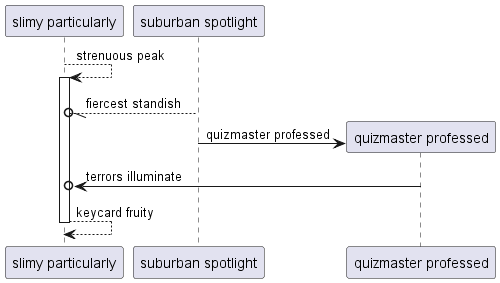 slimy particularly
suburban spotlight
strenuous peak
fiercest standish
quizmaster professed
quizmaster professed
terrors illuminate
keycard fruity
slimy particularly
suburban spotlight
quizmaster professed